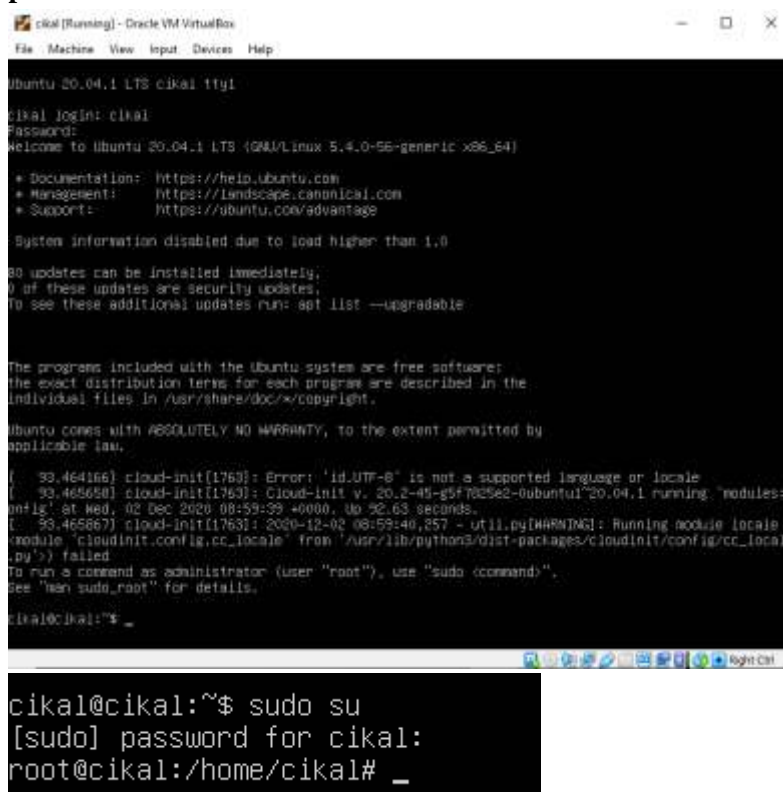 cikal [Running] - Oracle VM VirtualBox
File Machine View Input Devices Help
Ubuntu 20.04.1 LTS cikal tty1
cikal login: cikal
Password:
Welcome to Ubuntu 20.04.1 LTS (GNU/Linux 5.4.0-56-generic x86_64)
* Documentation: https://help.ubuntu.com
* Management: https://landscape.canonical.com
* Support: https://ubuntu.com/advantage
System information disabled due to load higher than 1.0
80 updates can be installed immediately.
0 of these updates are security updates.
To see these additional updates run: apt list --upgradable
The programs included with the Ubuntu system are free software;
the exact distribution terms for each program are described in the
individual files in /usr/share/doc/*/copyright.
Ubuntu comes with ABSOLUTELY NO WARRANTY, to the extent permitted by
applicable law.
[ 93.464166] cloud-init[1763]: Error: 'id.UTF-8' is not a supported language or locale
[ 93.465658] cloud-init[1763]: Cloud-init v. 20.2-45-g5f7825e2-0ubuntu1~20.04.1 running 'modules:
onfig' at Wed, 02 Dec 2020 08:59:39 +0000. Up 92.63 seconds.
[ 93.465867] cloud-init[1763]: 2020-12-02 08:59:40,257 - util.py[WARNING]: Running module locale
<module 'cloudinit.config.cc_locale' from '/usr/lib/python3/dist-packages/cloudinit/config/cc_local
.py'>) failed
To run a command as administrator (user "root"), use "sudo <command>".
See "man sudo_root" for details.
cikal@cikal:~$ _
Right Ctrl
cikal@cikal:~$ sudo su
[sudo] password for cikal:
root@cikal:/home/cikal# _